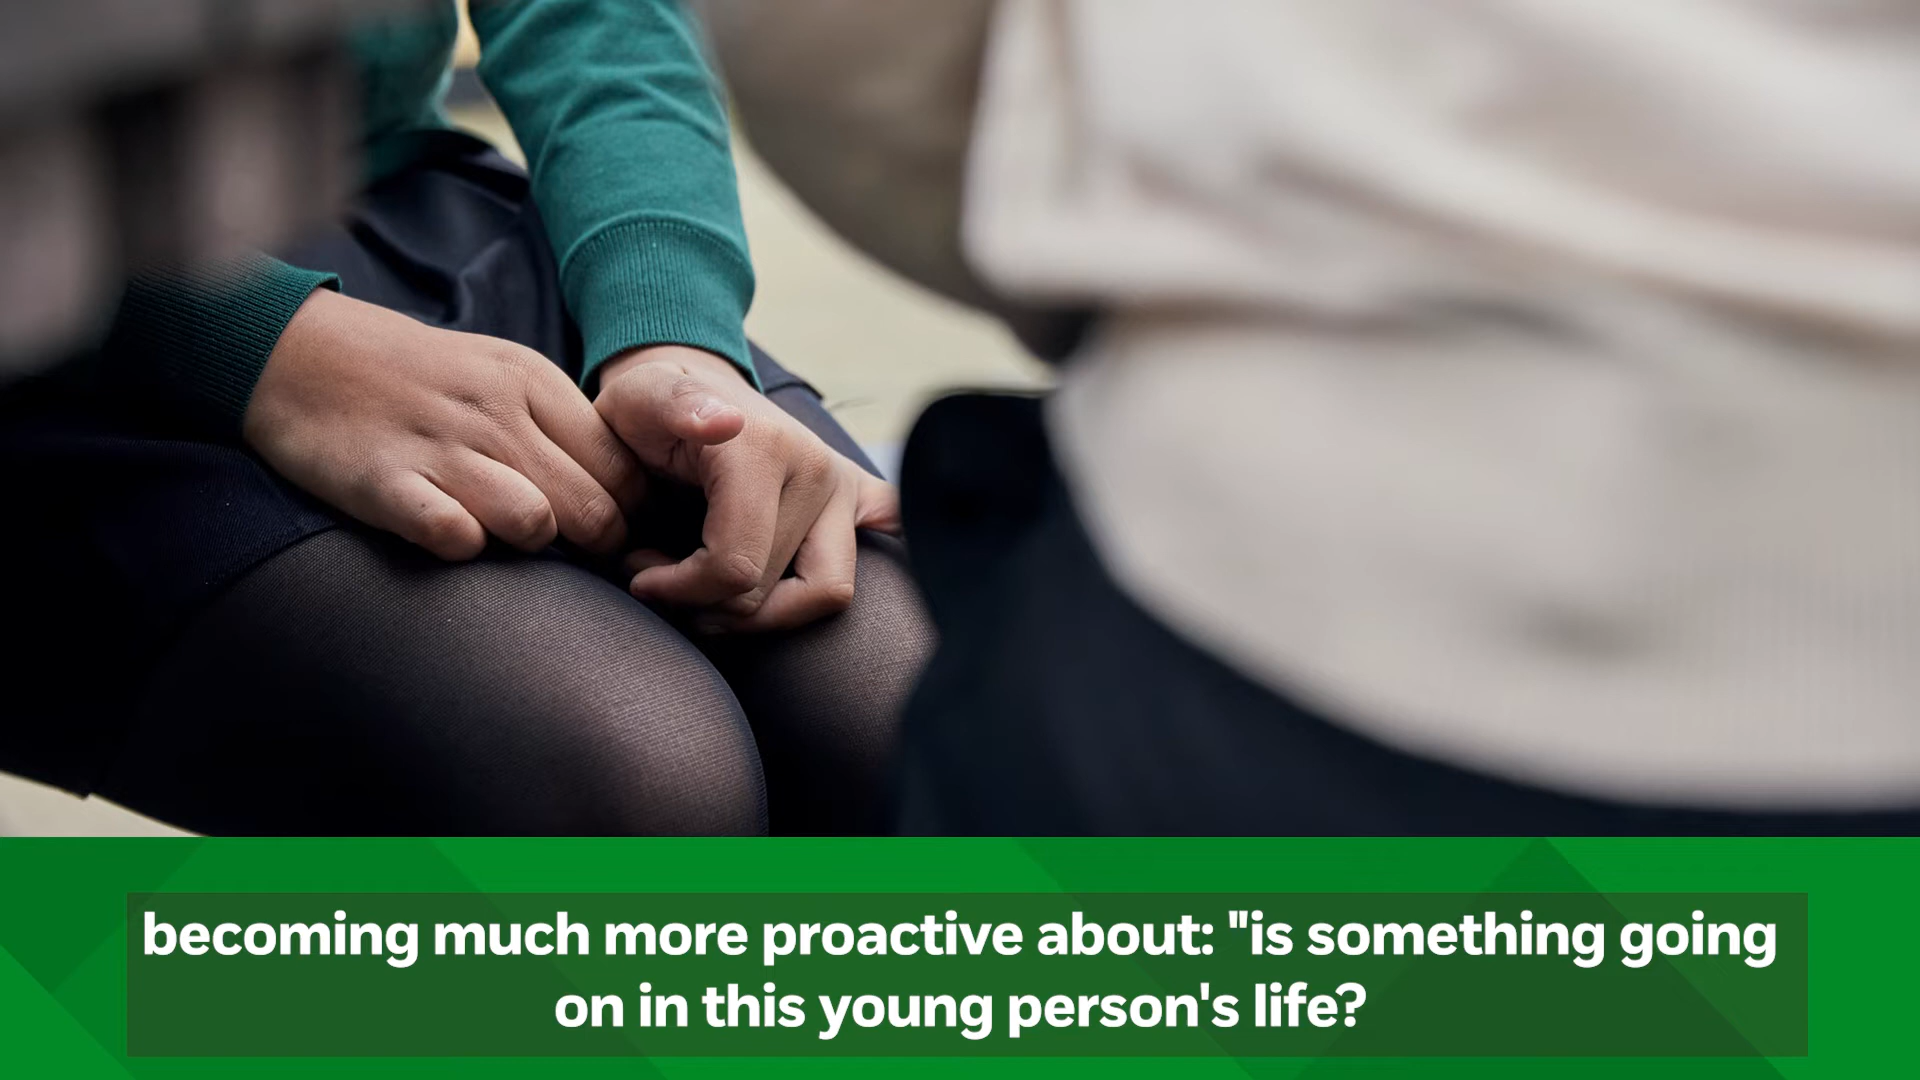 becoming much more proactive about: "is something going
on in this young person's life?